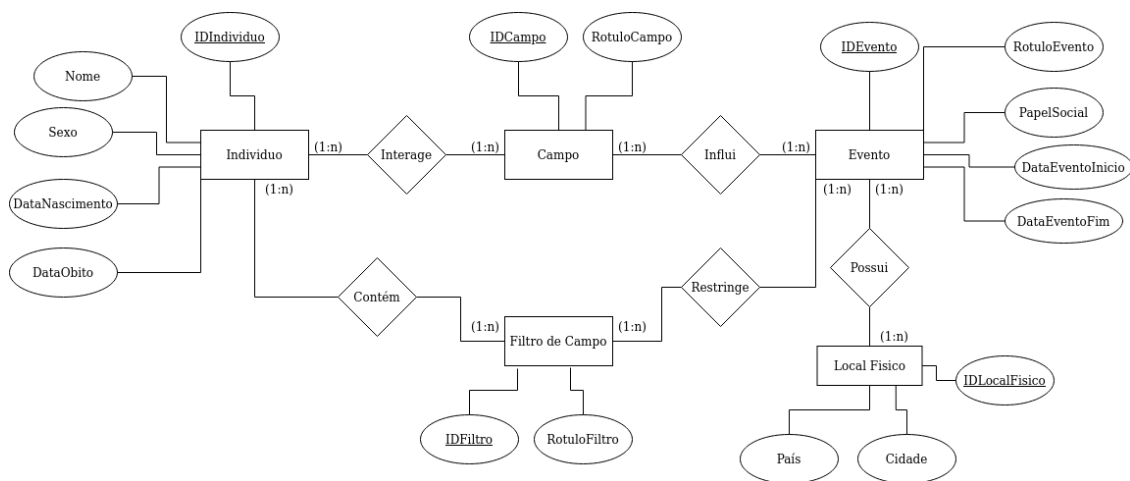 IDIndividuo
IDCampo
RotuloCampo
IDEvento
RotuloEvento
Nome
PapelSocial
Sexo
Individuo
(1:n)
Interage
(1:n)
Campo
(1:n)
Influi
(1:n)
Evento
DataEventoInicio
(1:n)
(1:n)
(1:n)
DataNascimento
DataEventoFim
DataObito
Possui
Contém
Restringe
(1:n)
(1:n)
(1:n)
Filtro de Campo
Local Fisico
IDLocalFisico
IDFiltro
RotuloFiltro
País
Cidade